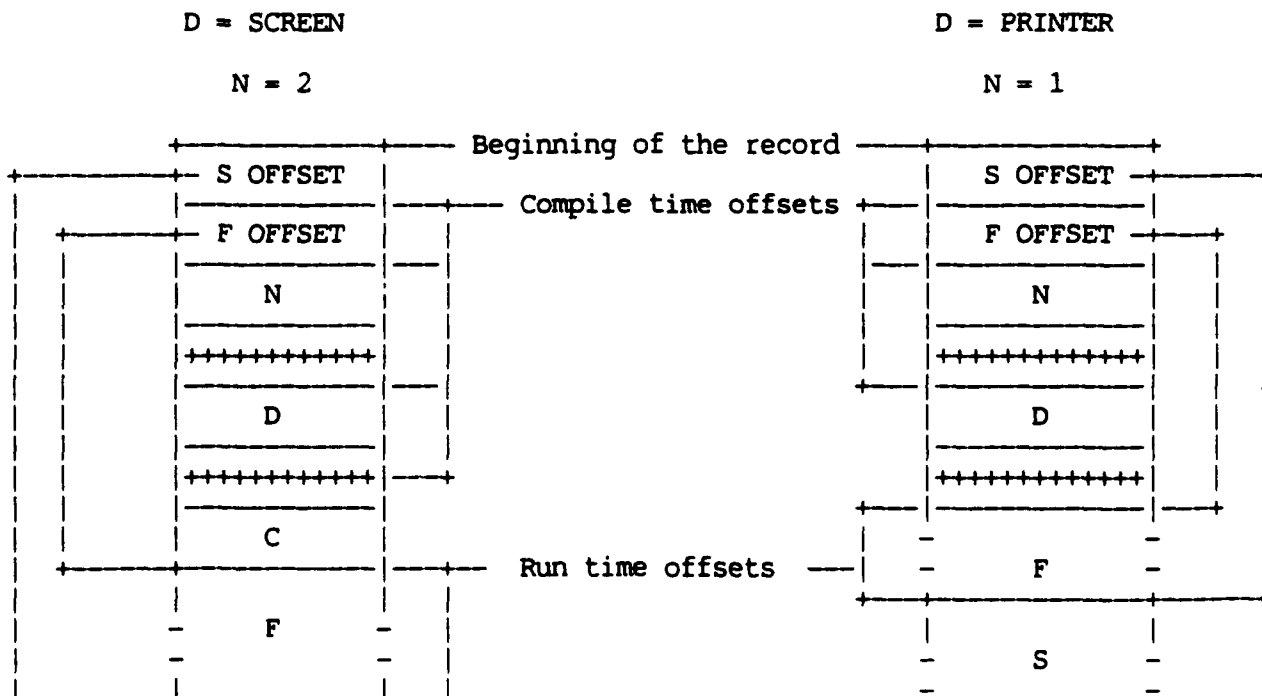 D = SCREEN D = PRINTER
N = 2 N = 1
Beginning of the record
S OFFSET S OFFSET
Compile time offsets
F OFFSET F OFFSET
N N
+++++++++++++ +++++++++++++
D D
+++++++++++++ +++++++++++++
C
Run time offsets F
F
S